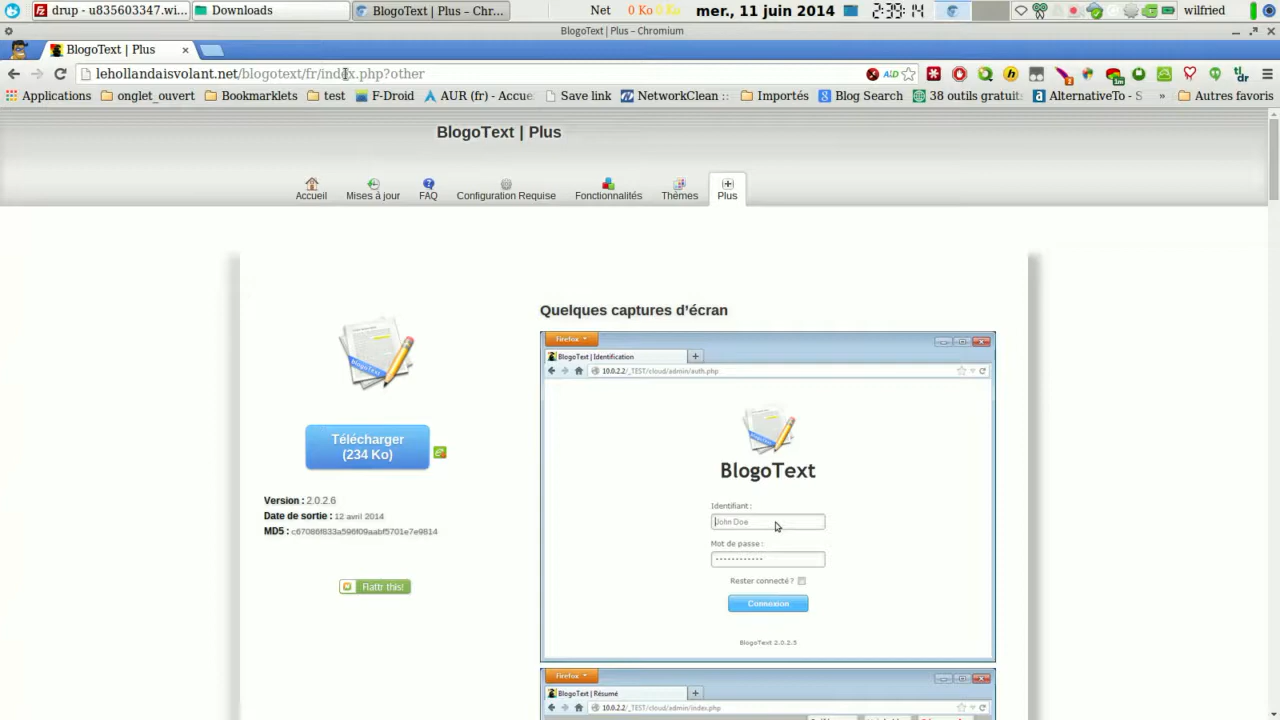 drup - u835603347.wi...
Downloads
BlogoText | Plus – Chr...
Net
0 Ko 0 Ko
mer., 11 juin 2014
2:39:14
wilfried
BlogoText | Plus – Chromium
BlogoText | Plus
lehollandaisvolant.net/blogotext/fr/index.php?other
Applications
onglet_ouvert
Bookmarklets
test
F-Droid
AUR (fr) - Accue
Save link
NetworkClean ::
Importés
Blog Search
38 outils gratuit
AlternativeTo - S
»
Autres favoris
BlogoText | Plus
Accueil
Mises à jour
FAQ
Configuration Requise
Fonctionnalités
Thèmes
Plus
Quelques captures d’écran
Télécharger
(234 Ko)
Version : 2.0.2.6
Date de sortie : 12 avril 2014
MD5 : c67086f833a596f09aabf5701e7e9814
Flattr this!
Firefox
BlogoText | Identification
10.0.2.2/_TEST/cloud/admin/auth.php
BlogoText
Identifiant :
John Doe
Mot de passe :
Rester connecté ?
Connexion
BlogoText 2.0.2.3
Firefox
BlogoText | Résumé
10.0.2.2/_TEST/cloud/admin/index.php